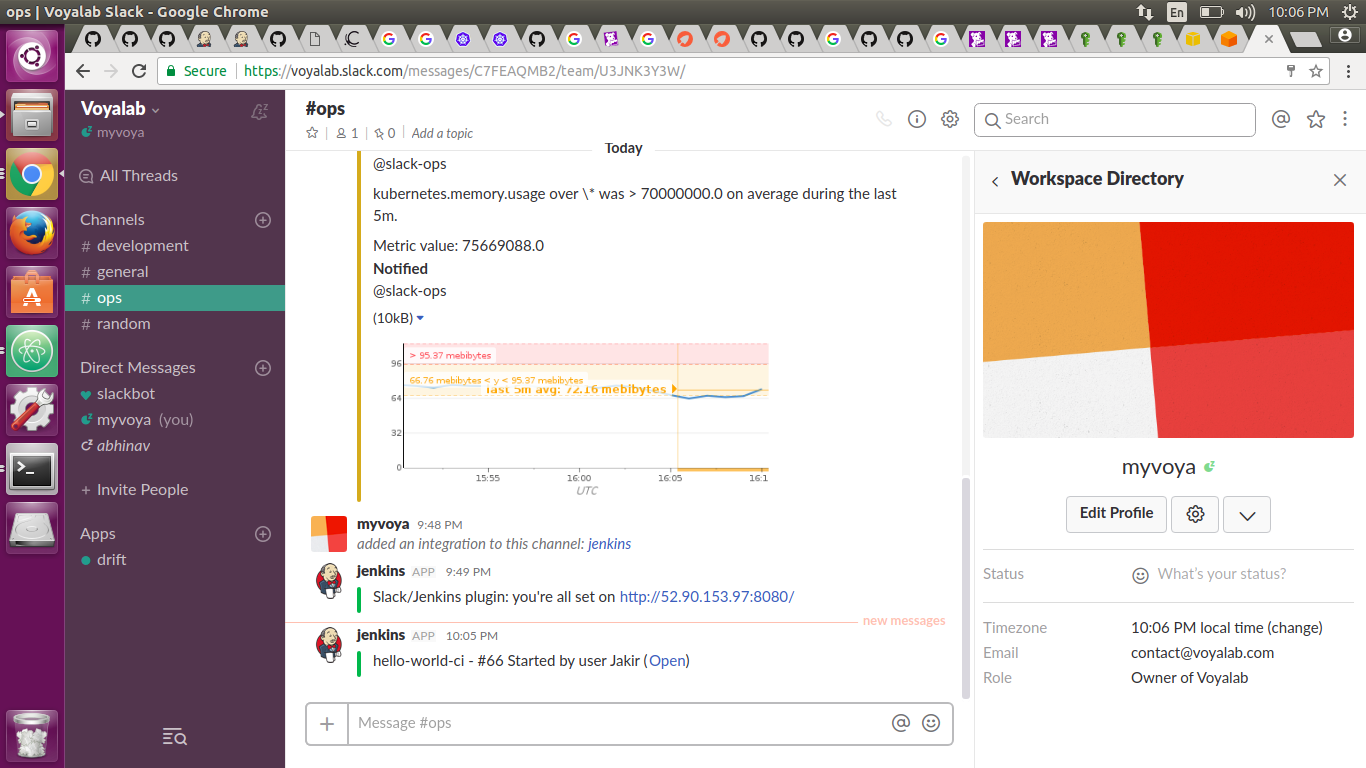 ops | Voyalab Slack - Google Chrome
En
10:06 PM
Secure
https://voyalab.slack.com/messages/C7FEAQMB2/team/U3JNK3Y3W/
Voyalab
myvoya
All Threads
Channels
# development
# general
# ops
# random
Direct Messages
slackbot
myvoya (you)
abhinav
+ Invite People
Apps
drift
#ops
1
0
Add a topic
Search
Today
@slack-ops
kubernetes.memory.usage over \* was > 70000000.0 on average during the last
5m.
Metric value: 75669088.0
Notified
@slack-ops
(10kB)
> 95.37 mebibytes
66.76 mebibytes < y < 95.37 mebibytes
last 5m avg: 72.16 mebibytes
96
64
32
0
15:55
16:00
16:05
16:1
UTC
myvoya 9:48 PM
added an integration to this channel: jenkins
jenkins APP 9:49 PM
Slack/Jenkins plugin: you're all set on http://52.90.153.97:8080/
new messages
jenkins APP 10:05 PM
hello-world-ci - #66 Started by user Jakir (Open)
Message #ops
Workspace Directory
myvoya
Edit Profile
Status
What's your status?
Timezone
10:06 PM local time (change)
Email
contact@voyalab.com
Role
Owner of Voyalab